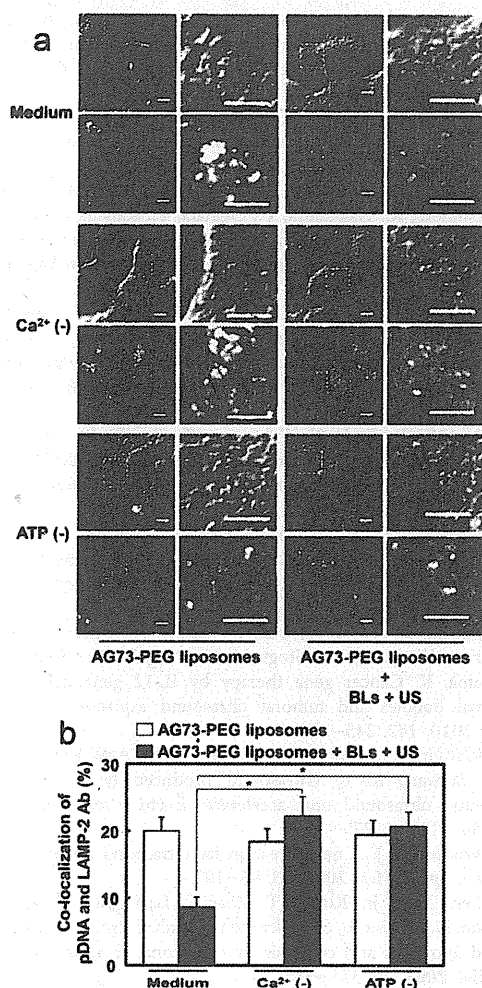 a
Medium
Ca²⁺ (-)
ATP (-)
AG73-PEG liposomes
AG73-PEG liposomes
+
BLs + US
b
AG73-PEG liposomes
AG73-PEG liposomes + BLs + US
Co-localization of
pDNA and LAMP-2 Ab (%)
30
20
10
0
*
*
Medium
Ca²⁺ (-)
ATP (-)